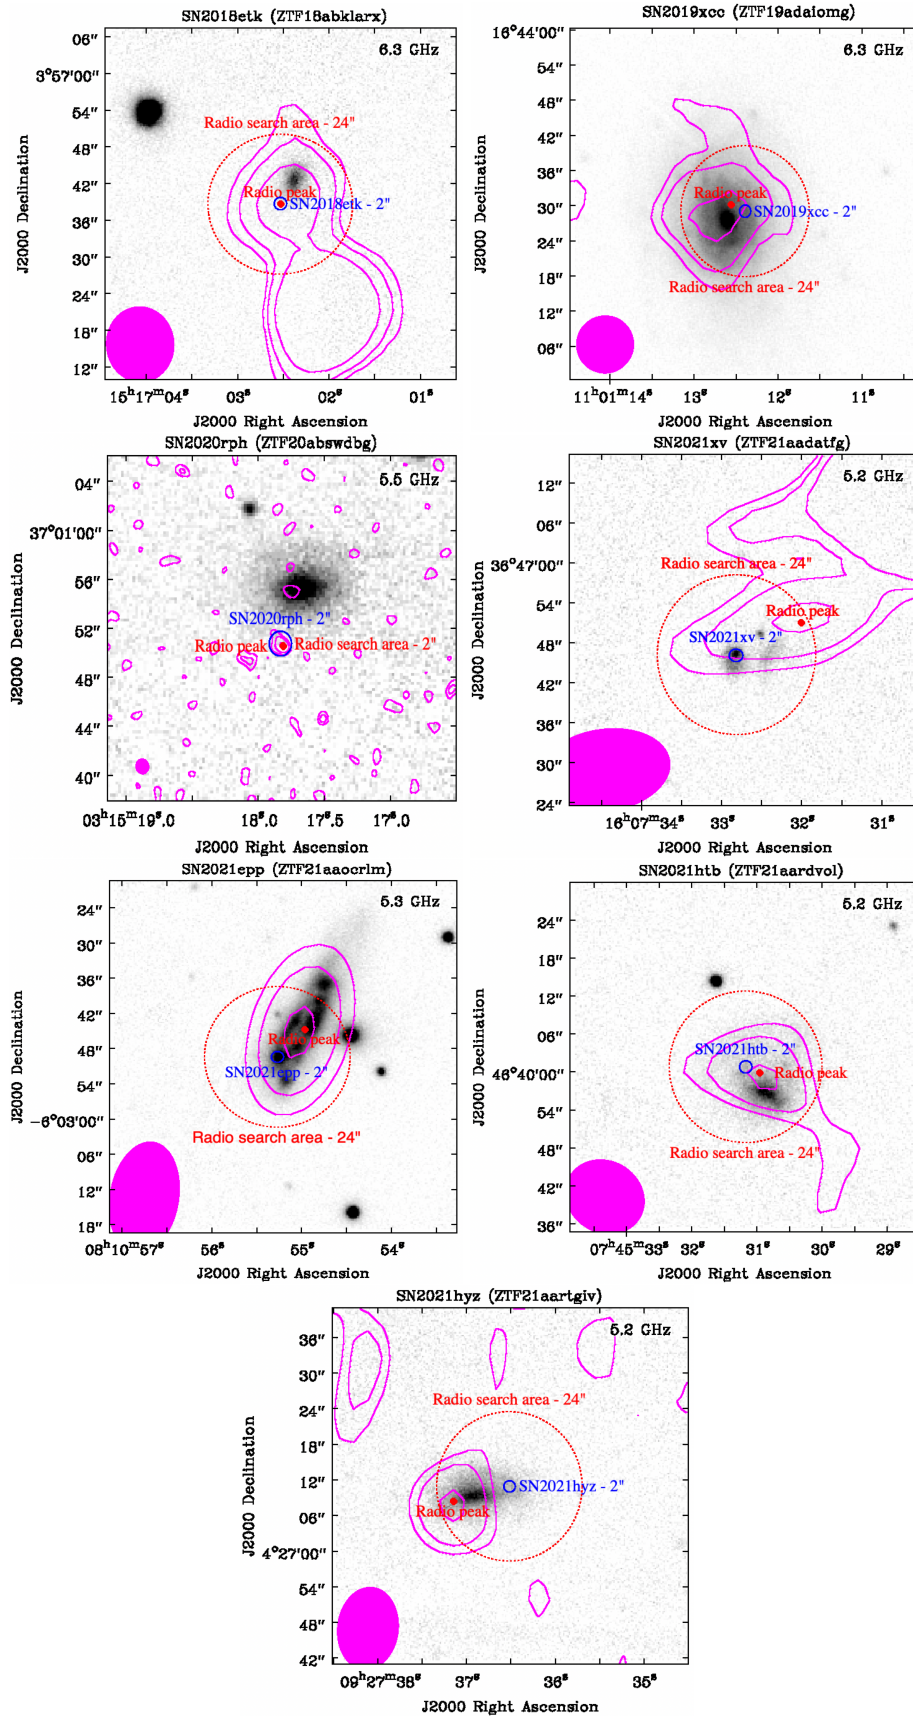 SN2018etk (ZTF18abklarx)
6.3 GHz
06″
3°57′00″
54″
48″
42″
36″
30″
24″
18″
12″
J2000 Declination
Radio search area - 24"
Radio peak
SN2018etk - 2"
15ʰ17ᵐ04ˢ
03ˢ
02ˢ
01ˢ
J2000 Right Ascension
SN2019xcc (ZTF19adaiomg)
6.3 GHz
16°44′00″
54″
48″
42″
36″
30″
24″
18″
12″
06″
J2000 Declination
Radio peak
SN2019xcc - 2"
Radio search area - 24"
11ʰ01ᵐ14ˢ
13ˢ
12ˢ
11ˢ
J2000 Right Ascension
SN2020rph (ZTF20abswdbg)
5.5 GHz
04″
37°01′00″
56″
52″
48″
44″
40″
J2000 Declination
SN2020rph - 2"
Radio peak
Radio search area - 2"
03ʰ15ᵐ19ˢ.0
18ˢ.0
17ˢ.5
17ˢ.0
J2000 Right Ascension
SN2021xv (ZTF21aadatfg)
5.2 GHz
12″
06″
36°47′00″
54″
48″
42″
36″
30″
24″
J2000 Declination
Radio search area - 24"
Radio peak
SN2021xv - 2"
16ʰ07ᵐ34ˢ
33ˢ
32ˢ
31ˢ
J2000 Right Ascension
SN2021epp (ZTF21aaocrlm)
5.3 GHz
24″
30″
36″
42″
48″
54″
-6°03′00″
06″
12″
18″
J2000 Declination
Radio peak
SN2021epp - 2"
Radio search area - 24"
08ʰ10ᵐ57ˢ
56ˢ
55ˢ
54ˢ
J2000 Right Ascension
SN2021htb (ZTF21aardvol)
5.2 GHz
24″
18″
12″
06″
46°40′00″
54″
48″
42″
36″
J2000 Declination
SN2021htb - 2"
Radio peak
Radio search area - 24"
07ʰ45ᵐ33ˢ
32ˢ
31ˢ
30ˢ
29ˢ
J2000 Right Ascension
SN2021hyz (ZTF21aartgiv)
5.2 GHz
36″
30″
24″
18″
12″
06″
4°27′00″
54″
48″
42″
J2000 Declination
Radio search area - 24"
SN2021hyz - 2"
Radio peak
09ʰ27ᵐ38ˢ
37ˢ
36ˢ
35ˢ
J2000 Right Ascension